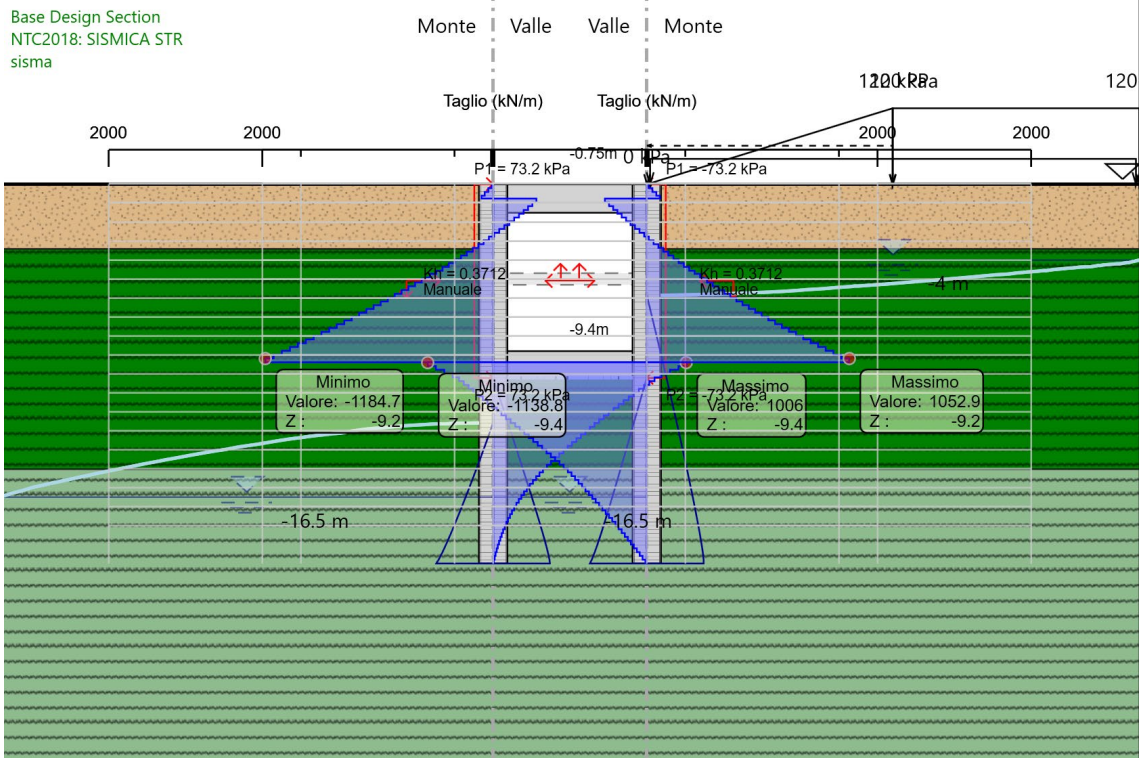 Base Design Section
NTC2018: SISMICA STR
sisma
Monte Valle Valle Monte
120 kPa
120
Taglio (kN/m) Taglio (kN/m)
2000 2000 2000 2000
-0.75m 0 kPa
P1 = 73.2 kPa P1 = -73.2 kPa
Kh = 0.3712 Kh = 0.3712
Manuale Manuale
-4 m
-9.4m
Minimo
Valore: -1184.7
Z : -9.2
Minimo
Valore: -1138.8
Z : -9.4
P2 = 73.2 kPa P2 = -73.2 kPa
Massimo
Valore: 1006
Z : -9.4
Massimo
Valore: 1052.9
Z : -9.2
-16.5 m -16.5 m